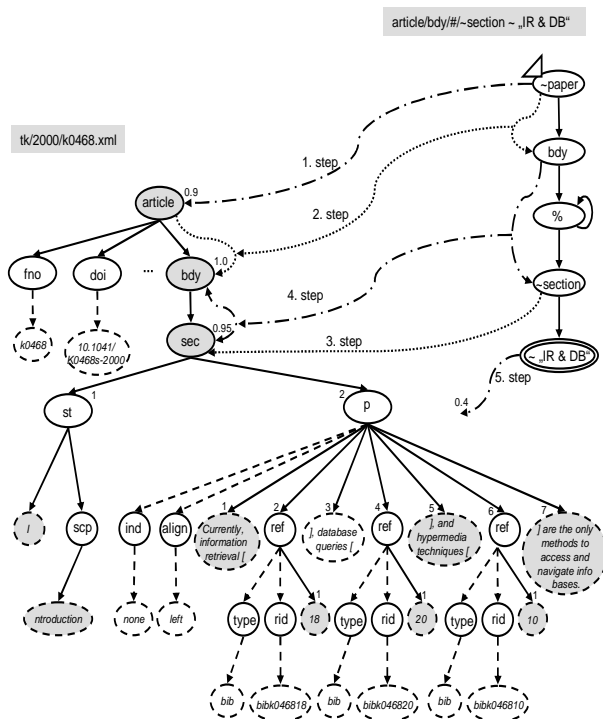 article/bdy/#/~section ~ „IR & DB“
~paper
tk/2000/k0468.xml
1. step
bdy
0.9
article
2. step
%
fno
doi
...
1.0
bdy
4. step
~section
k0468
10.1041/
K0468s-2000
0.95
sec
3. step
~ „IR & DB“
5. step
0.4
1
st
2
p
I
scp
ind
align
1
Currently,
information
retrieval [
2
ref
3
], database
queries [
4
ref
5
], and
hypermedia
techniques [
6
ref
7
] are the only
methods to
access and
navigate info
bases.
ntroduction
none
left
type
rid
1
18
type
rid
1
20
type
rid
1
10
bib
bibk046818
bib
bibk046820
bib
bibk046810